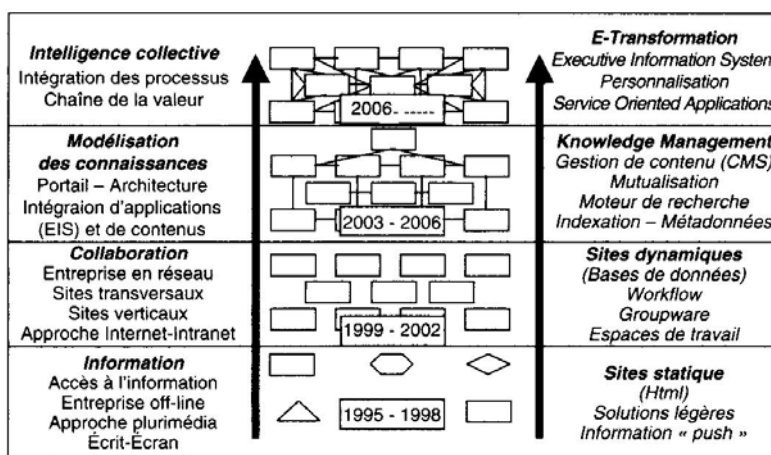 Intelligence collective
Intégration des processus
Chaîne de la valeur
2006- -----
E-Transformation
Executive Information System
Personnalisation
Service Oriented Applications
Modélisation
des connaissances
Portail – Architecture
Intégraion d'applications
(EIS) et de contenus
2003 - 2006
Knowledge Management
Gestion de contenu (CMS)
Mutualisation
Moteur de recherche
Indexation – Métadonnées
Collaboration
Entreprise en réseau
Sites transversaux
Sites verticaux
Approche Internet-Intranet
1999 - 2002
Sites dynamiques
(Bases de données)
Workflow
Groupware
Espaces de travail
Information
Accès à l'information
Entreprise off-line
Approche plurimédia
Écrit-Écran
1995 - 1998
Sites statique
(Html)
Solutions légères
Information « push »